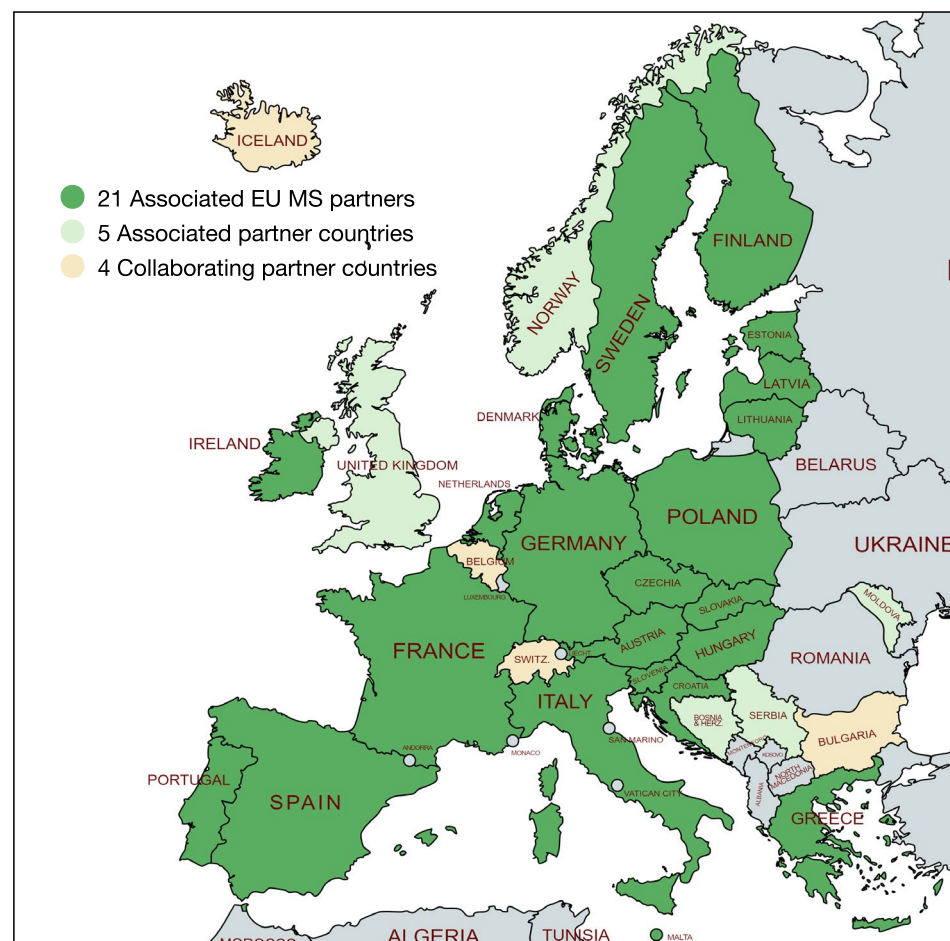 ICELAND
21 Associated EU MS partners
5 Associated partner countries
4 Collaborating partner countries
FINLAND
NORWAY
SWEDEN
ESTONIA
LATVIA
LITHUANIA
DENMARK
IRELAND
UNITED KINGDOM
BELARUS
NETHERLANDS
POLAND
GERMANY
UKRAINE
BELGIUM
CZECHIA
LUXEMBOURG
SLOVAKIA
MOLDOVA
AUSTRIA
HUNGARY
FRANCE
SWITZ.
LIECHT.
ROMANIA
SLOVENIA
CROATIA
ITALY
BOSNIA
& HERZ.
SERBIA
BULGARIA
SAN MARINO
MONTENEGRO
KOSOVO
ANDORRA
MONACO
NORTH
MACEDONIA
PORTUGAL
SPAIN
VATICAN CITY
ALBANIA
GREECE
MOROCCO
ALGERIA
TUNISIA
MALTA